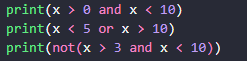 print(x > 0 and x < 10)
print(x < 5 or x > 10)
print(not(x > 3 and x < 10))